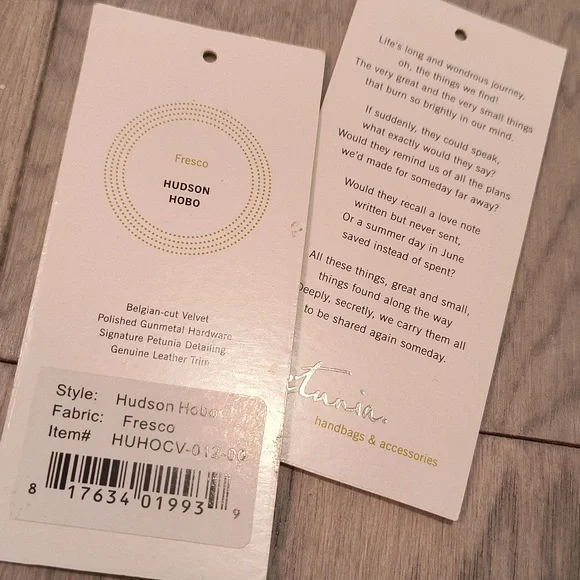 Fresco
HUDSON
HOBO
Belgian-cut Velvet
Polished Gunmetal Hardware
Signature Petunia Detailing
Genuine Leather Trim
Style: Hudson Hobo
Fabric: Fresco
Item# HUHOCV-012-00
8 17634 01993 9
Life's long and wondrous journey,
oh, the things we find!
The very great and the very small things
that burn so brightly in our mind.
If suddenly, they could speak,
what exactly would they say?
Would they remind us of all the plans
we'd made for someday far away?
Would they recall a love note
written but never sent,
Or a summer day in June
saved instead of spent?
All these things, great and small,
things found along the way
Deeply, secretly, we carry them all
to be shared again someday.
etunia.
handbags & accessories